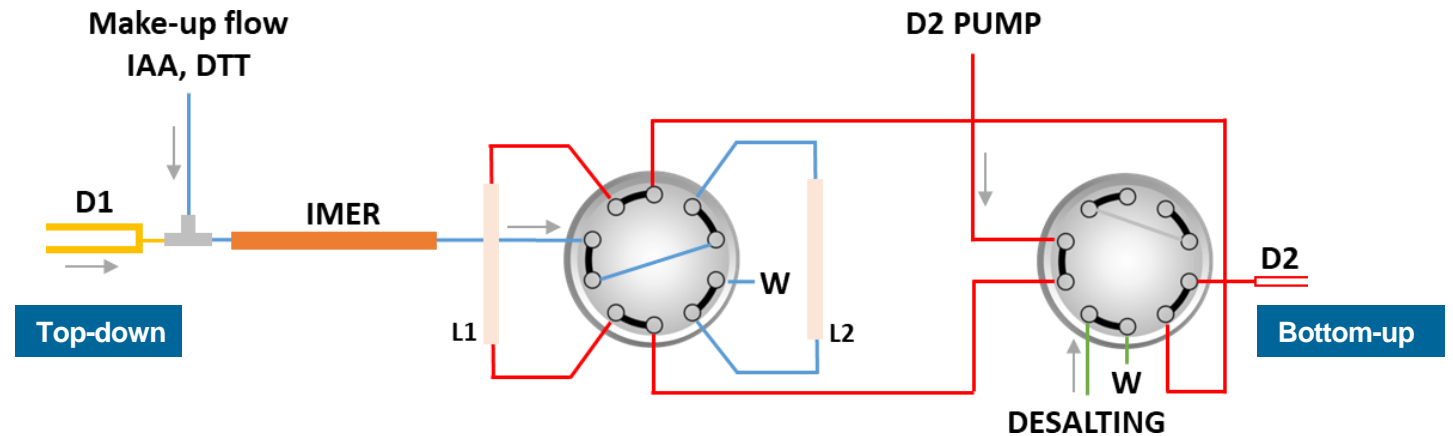 Make-up flow
IAA, DTT
D2 PUMP
D1
IMER
D2
W
Top-down
L1
L2
Bottom-up
W
DESALTING